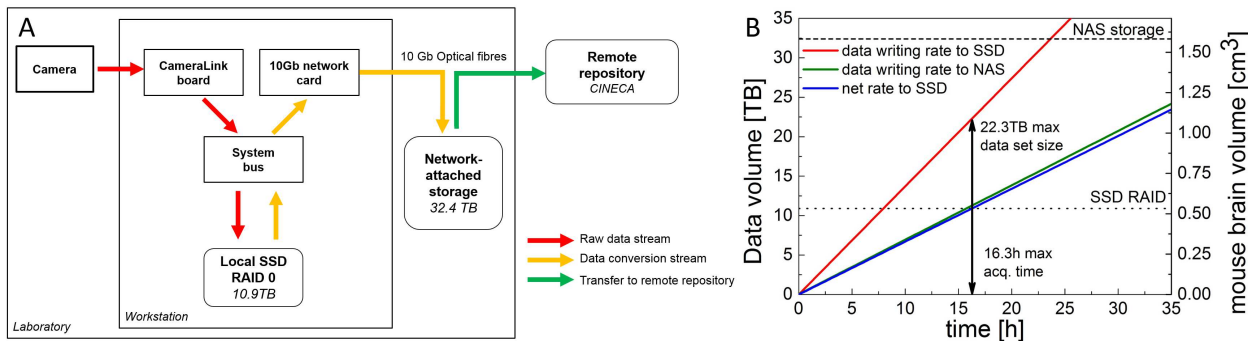 A
Camera
CameraLink
board
10Gb network
card
10 Gb Optical fibres
Remote
repository
CINECA
System
bus
Network-
attached
storage
32.4 TB
Local SSD
RAID 0
10.9TB
Raw data stream
Data conversion stream
Transfer to remote repository
Laboratory
Workstation
B
Data volume [TB]
35
30
25
20
15
10
5
0
NAS storage
data writing rate to SSD
data writing rate to NAS
net rate to SSD
22.3TB max
data set size
SSD RAID
16.3h max
acq. time
0 5 10 15 20 25 30 35
time [h]
1.50
1.28
1.08
0.75
0.50
0.23
0.00
mouse brain volume [cm3]